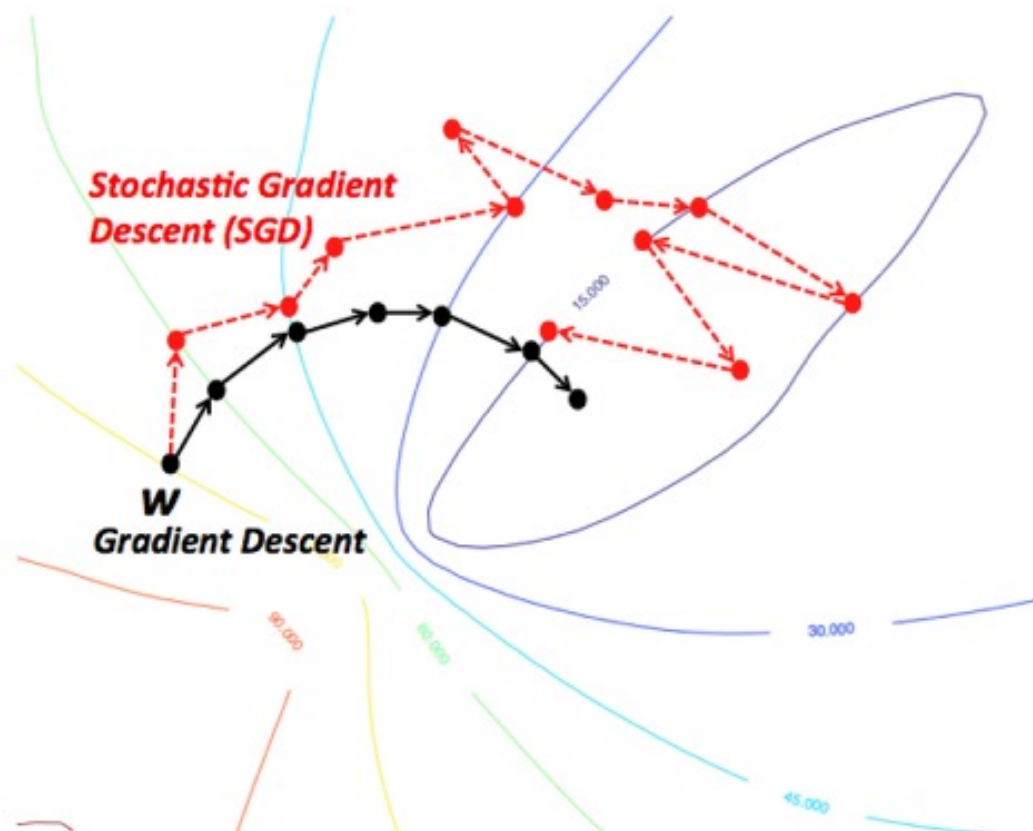 Stochastic Gradient
Descent (SGD)
15.000
W
Gradient Descent
90.000
60.000
30.000
45.000